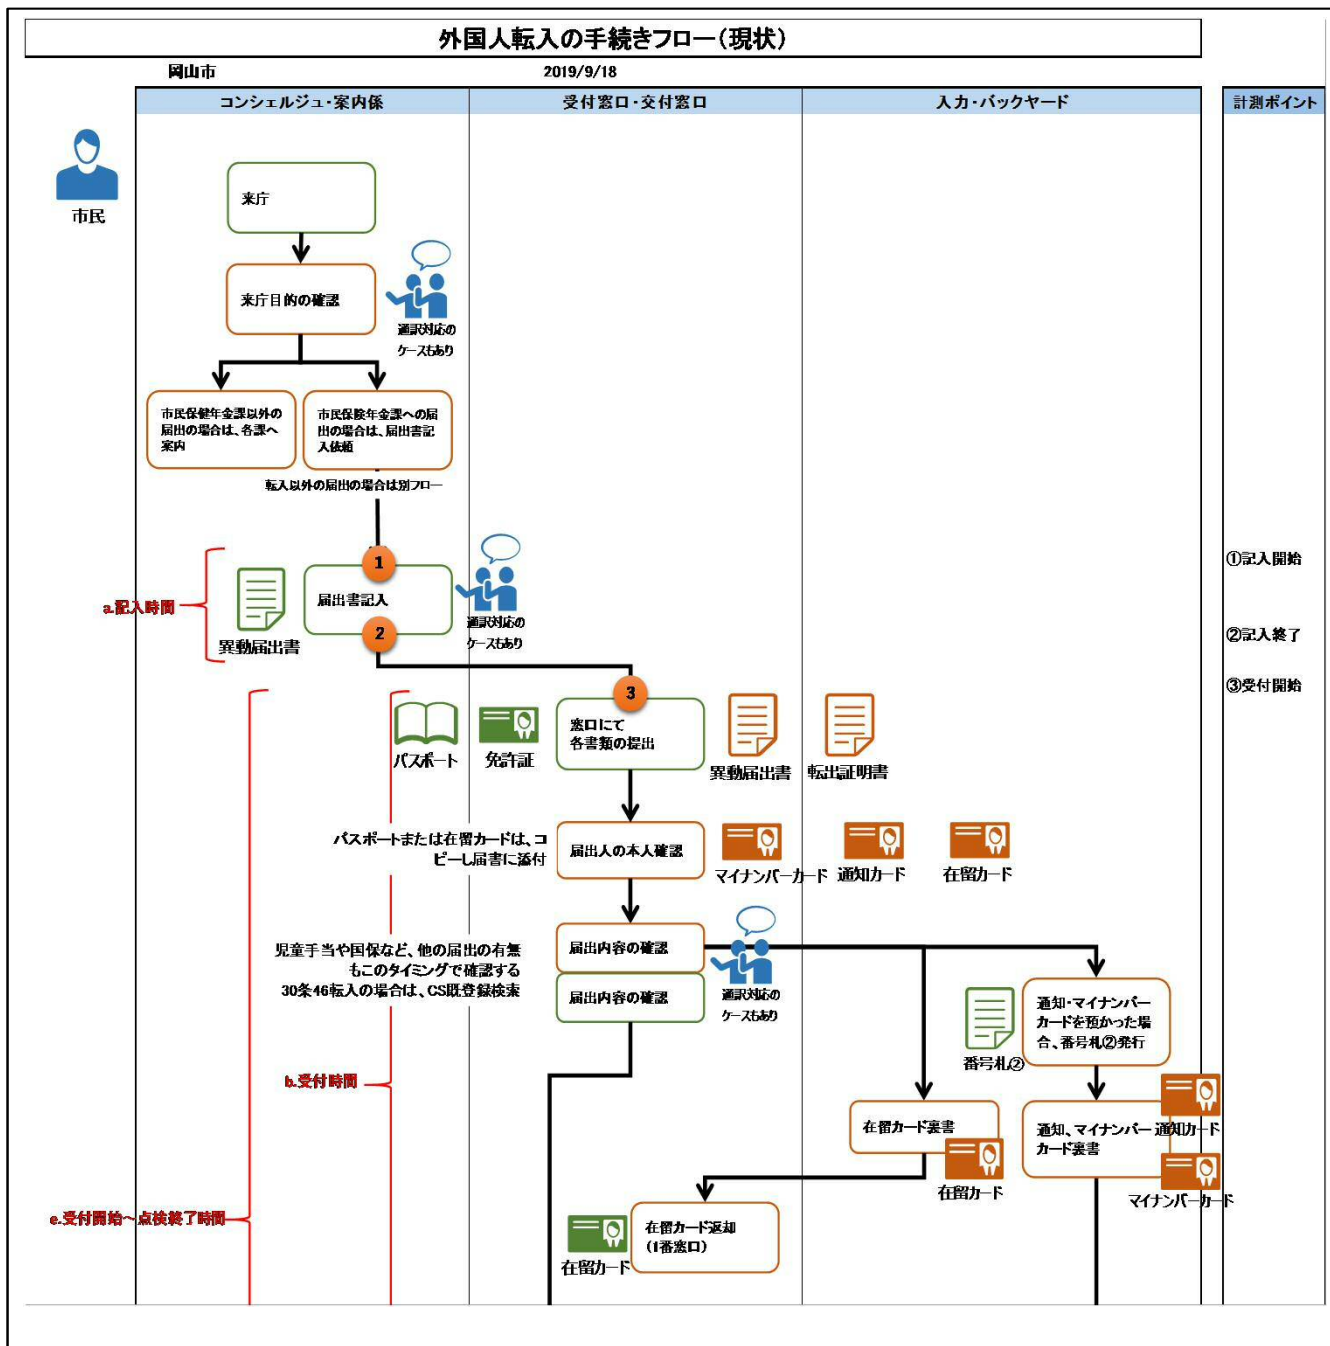 外国人転入の手続きフロー(現状)
岡山市
2019/9/18
コンシェルジュ・案内係
受付窓口・交付窓口
入力・バックヤード
計測ポイント
市民
来庁
来庁目的の確認
通訳対応の
ケースもあり
市民保健年金課以外の
届出の場合は、各課へ
案内
市民保険年金課への届
出の場合は、届出書記
入依頼
転入以外の届出の場合は別フロー
1
①記入開始
a.記入時間
届出書記入
異動届出書
通訳対応の
ケースもあり
2
②記入終了
3
③受付開始
パスポート
免許証
窓口にて
各書類の提出
異動届出書
転出証明書
パスポートまたは在留カードは、コ
ピーし届書に添付
届出人の本人確認
マイナンバーカード
通知カード
在留カード
児童手当や国保など、他の届出の有無
もこのタイミングで確認する
30条46転入の場合は、CS既登録検索
届出内容の確認
届出内容の確認
通訳対応の
ケースもあり
番号札②
通知・マイナンバー
カードを預かった場
合、番号札②発行
b.受付時間
在留カード裏書
在留カード
通知、マイナンバー
カード裏書
通知カード
マイナンバーカード
e.受付開始～点検終了時間
在留カード
在留カード返却
(1番窓口)